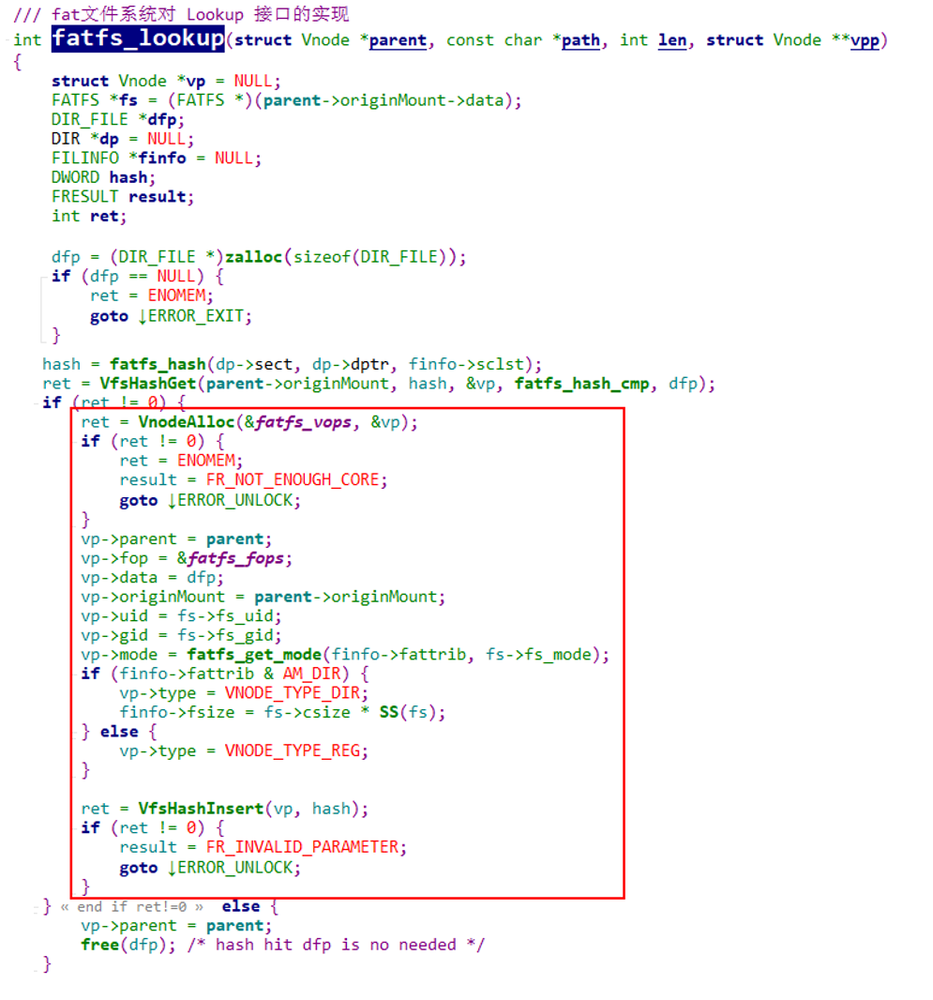 /// fat文件系统对 Lookup 接口的实现
int fatfs_lookup(struct Vnode *parent, const char *path, int len, struct Vnode **vpp)
{
    struct Vnode *vp = NULL;
    FATFS *fs = (FATFS *)(parent->originMount->data);
    DIR_FILE *dfp;
    DIR *dp = NULL;
    FILINFO *finfo = NULL;
    DWORD hash;
    FRESULT result;
    int ret;

    dfp = (DIR_FILE *)zalloc(sizeof(DIR_FILE));
    if (dfp == NULL) {
        ret = ENOMEM;
        goto ↓ERROR_EXIT;
    }
    hash = fatfs_hash(dp->sect, dp->dptr, finfo->sclst);
    ret = VfsHashGet(parent->originMount, hash, &vp, fatfs_hash_cmp, dfp);
    if (ret != 0) {
        ret = VnodeAlloc(&fatfs_vops, &vp);
        if (ret != 0) {
            ret = ENOMEM;
            result = FR_NOT_ENOUGH_CORE;
            goto ↓ERROR_UNLOCK;
        }
        vp->parent = parent;
        vp->fop = &fatfs_fops;
        vp->data = dfp;
        vp->originMount = parent->originMount;
        vp->uid = fs->fs_uid;
        vp->gid = fs->fs_gid;
        vp->mode = fatfs_get_mode(finfo->fattrib, fs->fs_mode);
        if (finfo->fattrib & AM_DIR) {
            vp->type = VNODE_TYPE_DIR;
            finfo->fsize = fs->csize * SS(fs);
        } else {
            vp->type = VNODE_TYPE_REG;
        }

        ret = VfsHashInsert(vp, hash);
        if (ret != 0) {
            result = FR_INVALID_PARAMETER;
            goto ↓ERROR_UNLOCK;
        }
    } « end if ret!=0 » else {
        vp->parent = parent;
        free(dfp); /* hash hit dfp is no needed */
    }